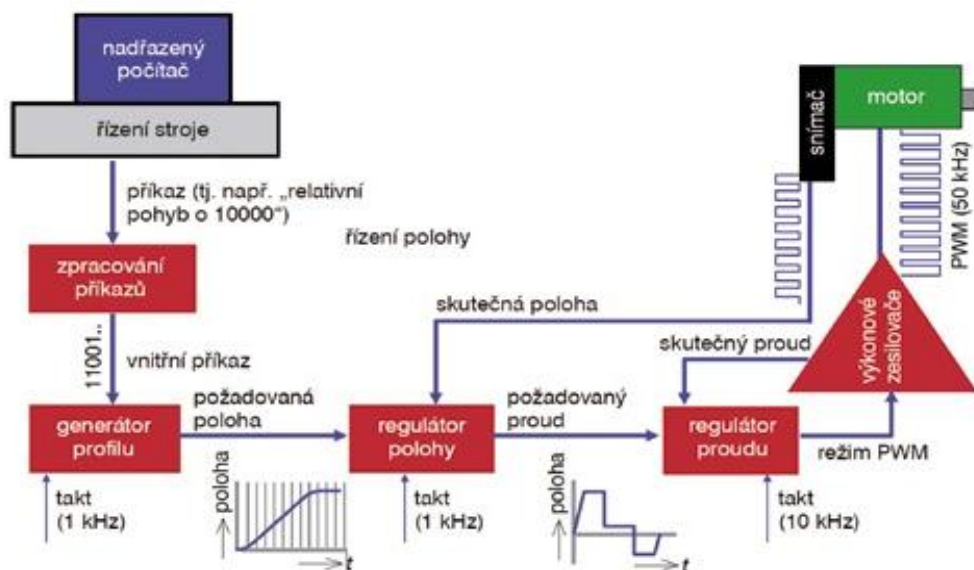 nadřazený
počítač
řízení stroje
příkaz (tj. např. „relativní
pohyb o 10000“)
zpracování
příkazů
11001..
vnitřní příkaz
generátor
profilu
takt
(1 kHz)
požadovaná
poloha
poloha
t
řízení polohy
skutečná poloha
regulátor
polohy
takt
(1 kHz)
požadovaný
proud
poloha
t
skutečný proud
regulátor
proudu
takt
(10 kHz)
režim PWM
výkonové
zesilovače
PWM (50 kHz)
snímač
motor